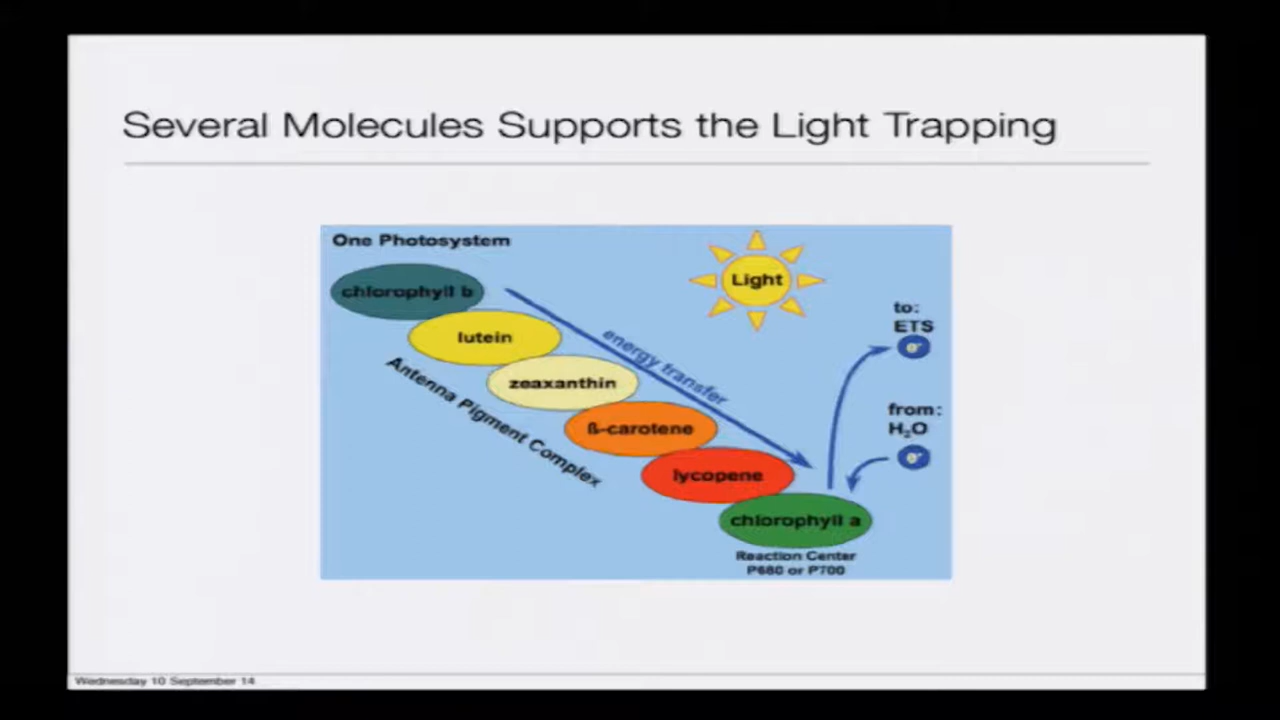 Several Molecules Supports the Light Trapping
One Photosystem
chlorophyll b
lutein
zeaxanthin
ß-carotene
lycopene
chlorophyll a
Antenna Pigment Complex
energy transfer
Light
to:
ETS
e⁻
from:
H₂O
e⁻
Reaction Center
P680 or P700
Wednesday 10 September 14